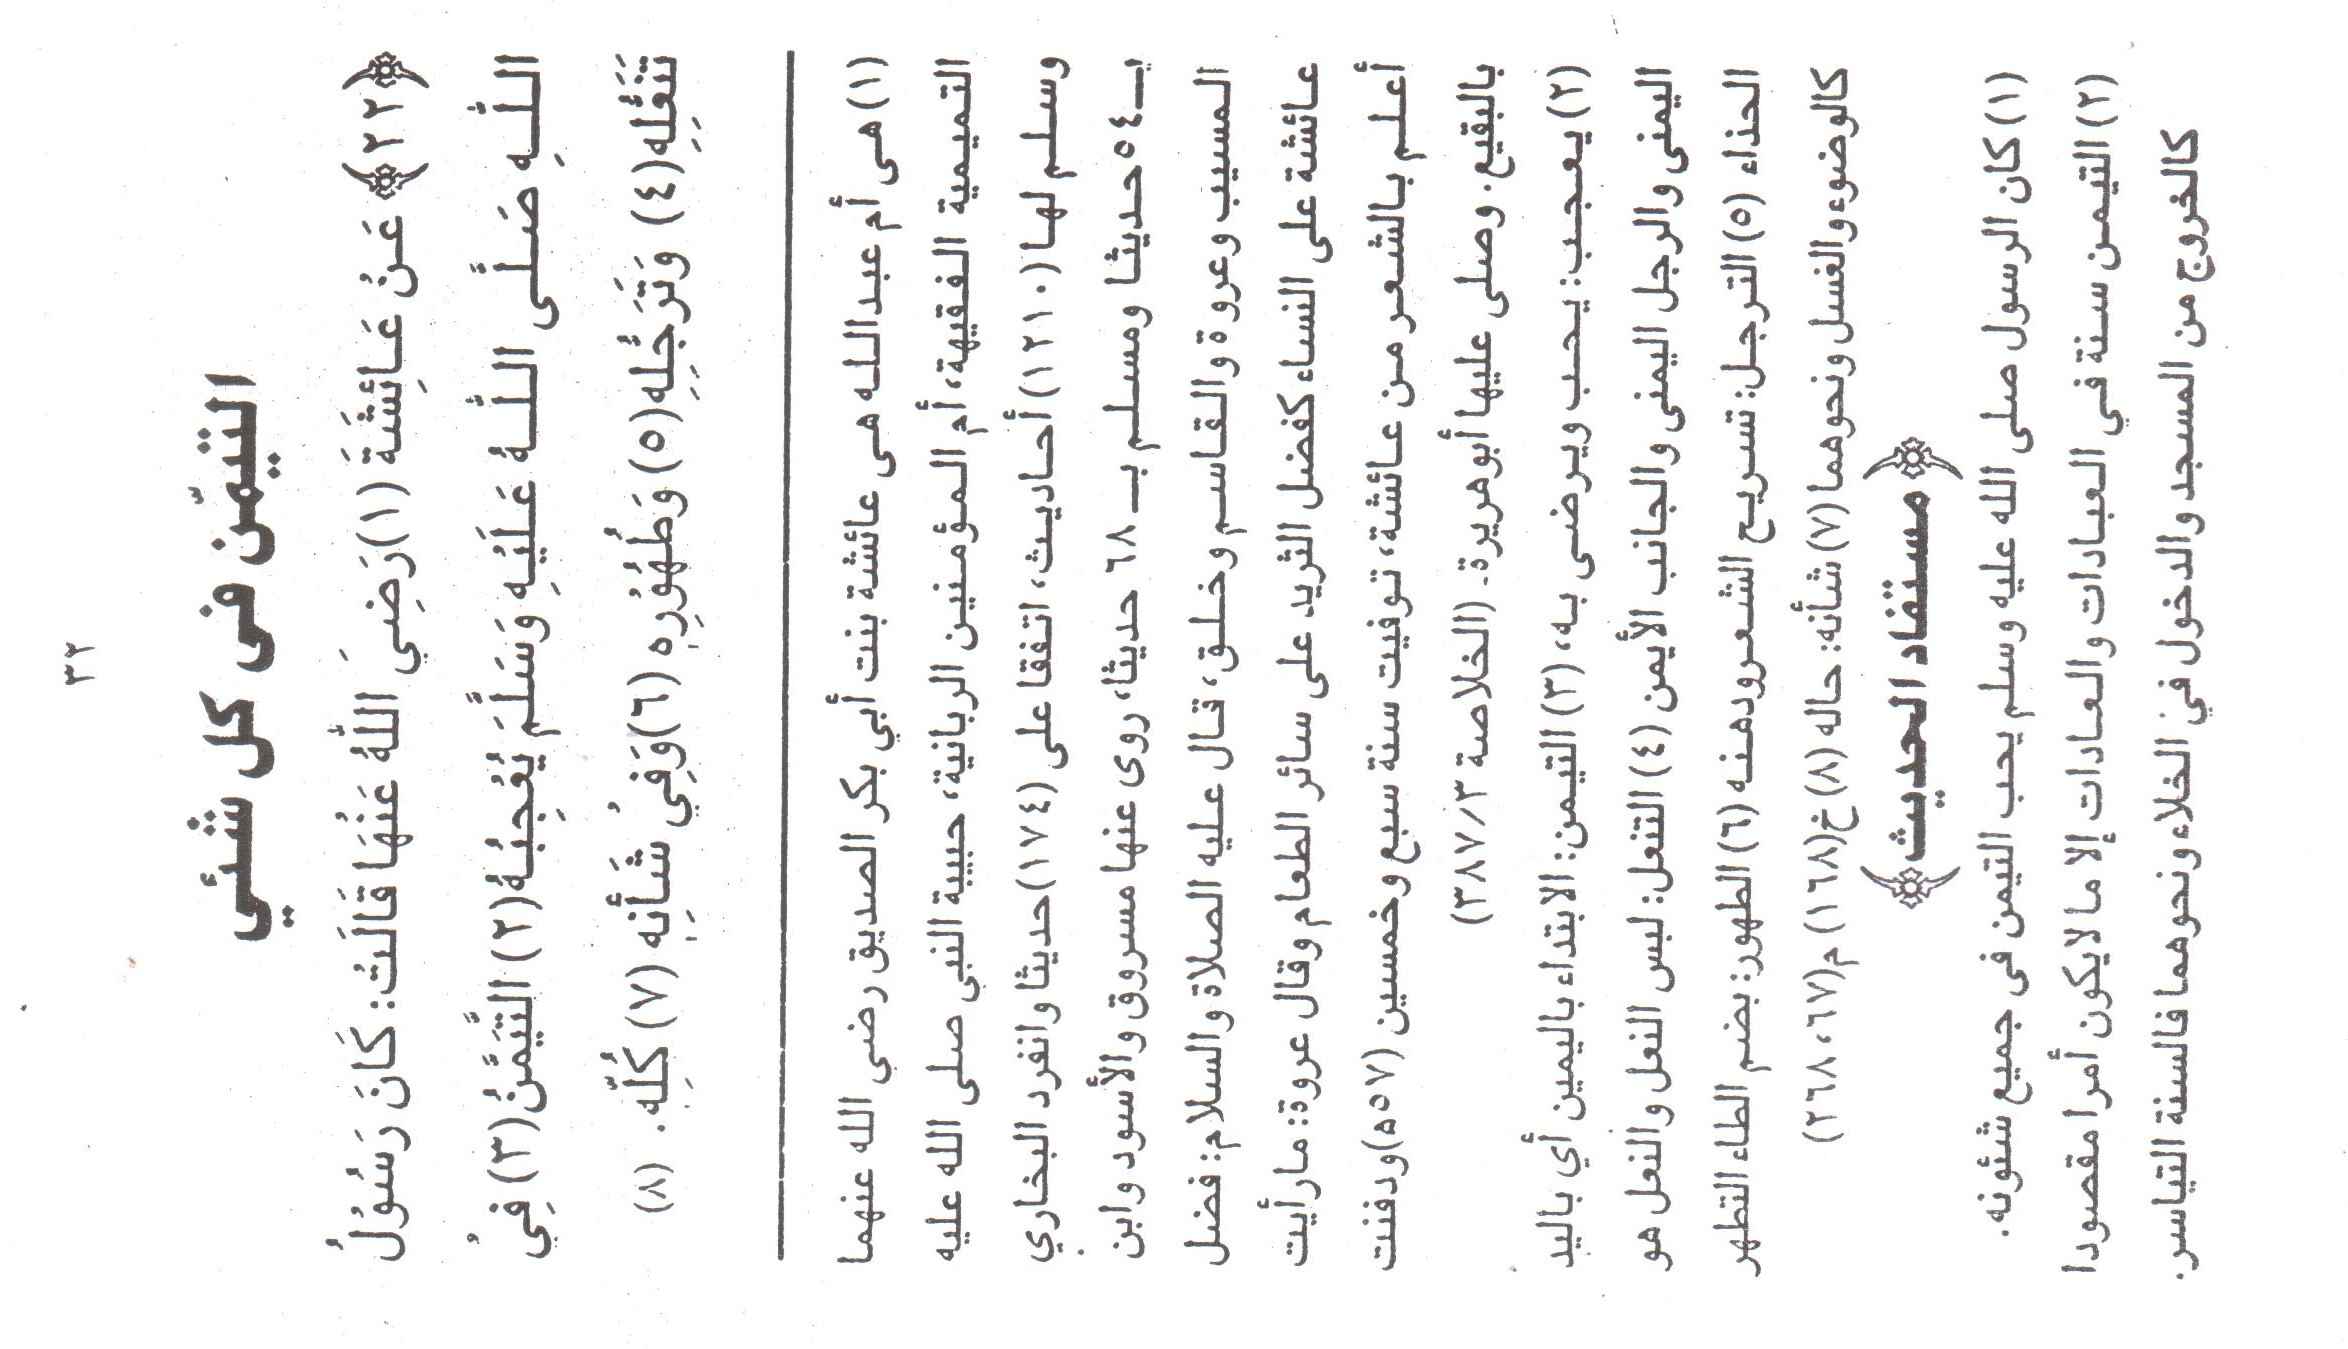 ٣٢
التيمّن فى كل شئي
﴿٢٢﴾ عَنْ عَائِشَةَ (١) رَضِيَ اللهُ عَنْهَا قَالَتْ: كَانَ رَسُوْلُ
اللّٰهِ صَلَّى اللّٰهُ عَلَيْهِ وَسَلَّمَ يُعْجِبُهُ (٢) التَّيَمَّنُ (٣) فِيْ
تَنَعُّلِهِ (٤) وَتَرَجُّلِهِ (٥) وَطُهُوْرِهٖ (٦) وَفِيْ شَأنِهٖ (٧) كُلِّهٖ. (٨)
(١) هى أم عبدالله هى عائشة بنت أبي بكر الصديق رضي الله عنهما
التميمية الفقيهة، أم المؤمنين الربانية، حبيبة النبي صلى الله عليه
وسلم لها (١٢١٠) أحاديث، اتفقا على (١٧٤) حديثا وانفرد البخاري
بـ٥٤ حديثا ومسلم بـ ٦٨ حديثا، روى عنها مسروق والأسود وابن
المسيب وعروة والقاسم وخلق، قال عليه الصلاة والسلام: فضل
عائشة على النساء كفضل الثريد على سائر الطعام وقال عروة: مارأيت
أعلم بالشعر من عائشة، توفيت سنة سبع وخمسين (٥٧ه) ودفنت
بالبقيع. وصلى عليها أبوهريرة. (الخلاصة ٣/٣٨٧)
(٢) يعجب: يحب ويرضى به، (٣) التيمن: الابتداء باليمين أي باليد
اليمنى والرجل اليمنى والجانب الأيمن (٤) التنعل: لبس النعل والنعل هو
الحذاء (٥) الترجل: تسريح الشعرودهنه (٦) الطهور: بضم الطاء التطهر
كالوضوء والغسل ونحوهما (٧) شأنه: حاله (٨) خ(١٦٨) م(٦٧، ٢٦٨)
﴿مستفاد الحديث﴾
(١) كان الرسول صلى الله عليه وسلم يحب التيمن فى جميع شئونه.
(٢) التيمن سنة في العبادات والعادات إلا ما لايكون أمرا مقصودا
كالخروج من المسجد والدخول في الخلاء ونحوهما فالسنة التياسر.